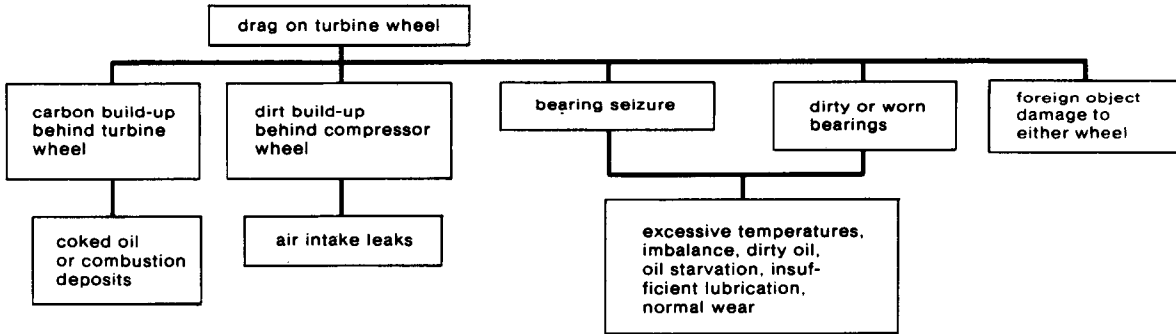 drag on turbine wheel
carbon build-up
behind turbine
wheel
dirt build-up
behind compressor
wheel
bearing seizure
dirty or worn
bearings
foreign object
damage to
either wheel
coked oil
or combustion
deposits
air intake leaks
excessive temperatures,
imbalance, dirty oil,
oil starvation, insuf-
ficient lubrication,
normal wear